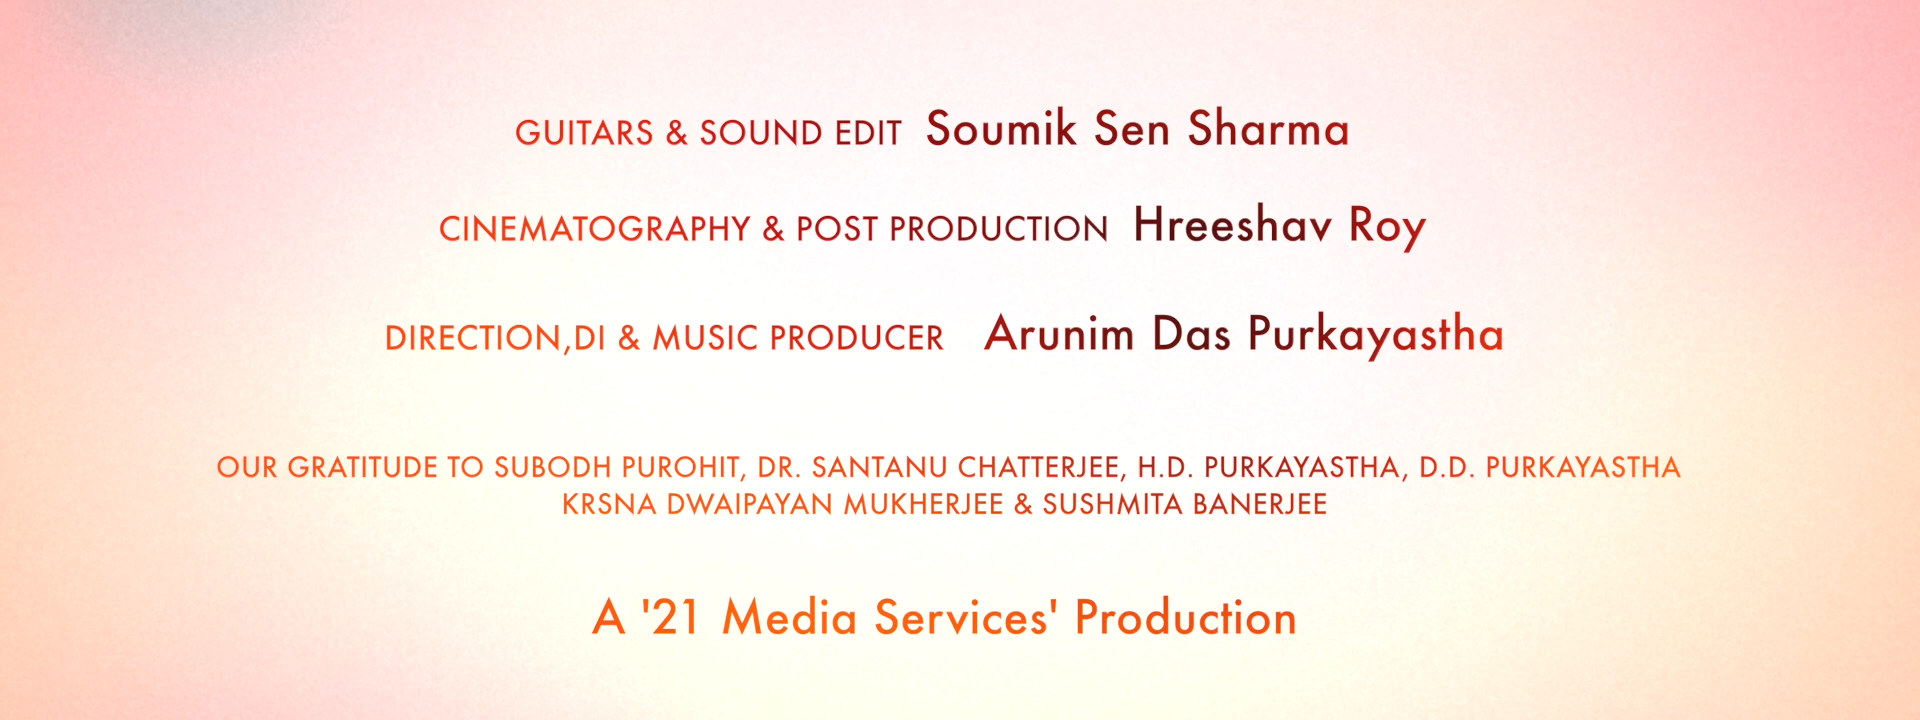 GUITARS & SOUND EDIT Soumik Sen Sharma
CINEMATOGRAPHY & POST PRODUCTION Hreeshav Roy
DIRECTION,DI & MUSIC PRODUCER Arunim Das Purkayastha
OUR GRATITUDE TO SUBODH PUROHIT, DR. SANTANU CHATTERJEE, H.D. PURKAYASTHA, D.D. PURKAYASTHA
KRSNA DWAIPAYAN MUKHERJEE & SUSHMITA BANERJEE
A '21 Media Services' Production